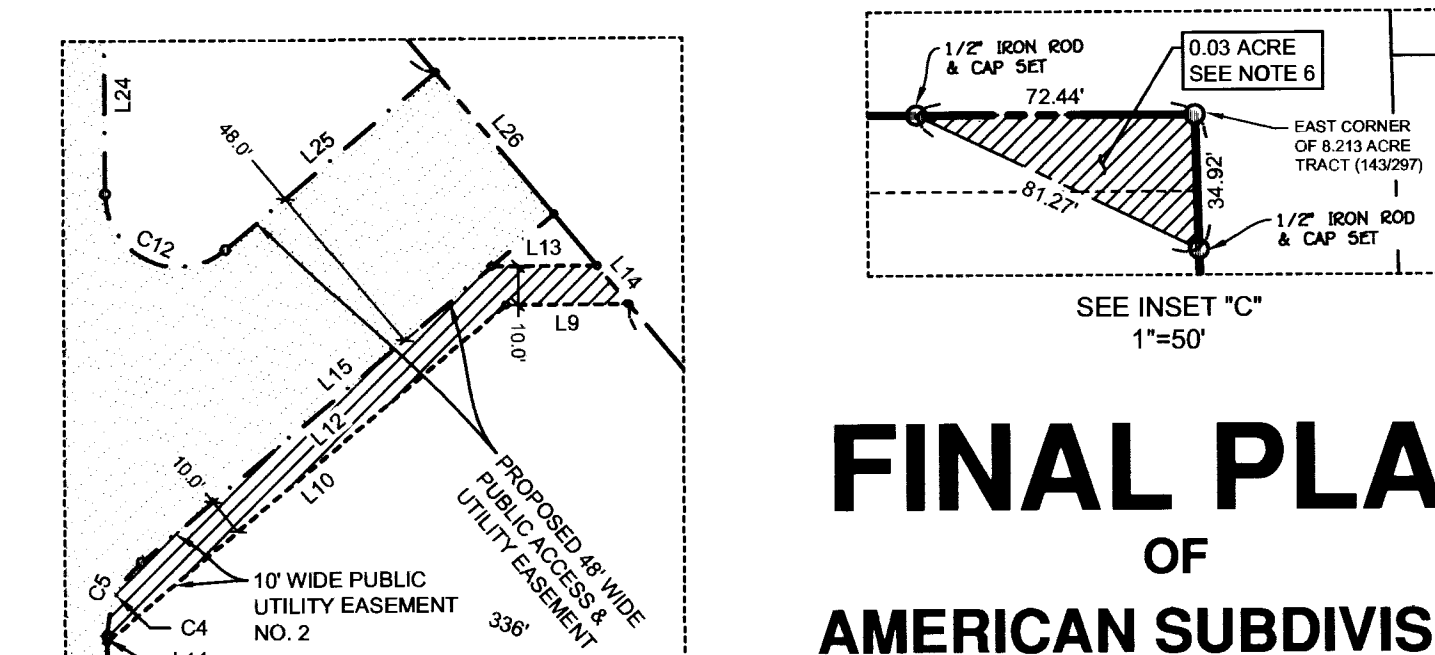 L24
48.0'
L25
L26
C12
L13
L14
L9
10.0'
L15
L12
L10
10.0'
C5
C4
10' WIDE PUBLIC
UTILITY EASEMENT
NO. 2
336'
PROPOSED 48' WIDE
PUBLIC ACCESS &
UTILITY EASEMENT
1/2" IRON ROD
& CAP SET
0.03 ACRE
SEE NOTE 6
72.44'
EAST CORNER
OF 8.213 ACRE
TRACT (143/297)
34.92'
81.27'
1/2" IRON ROD
& CAP SET
SEE INSET "C"
1"=50'
FINAL PLA
OF
AMERICAN SUBDIVIS